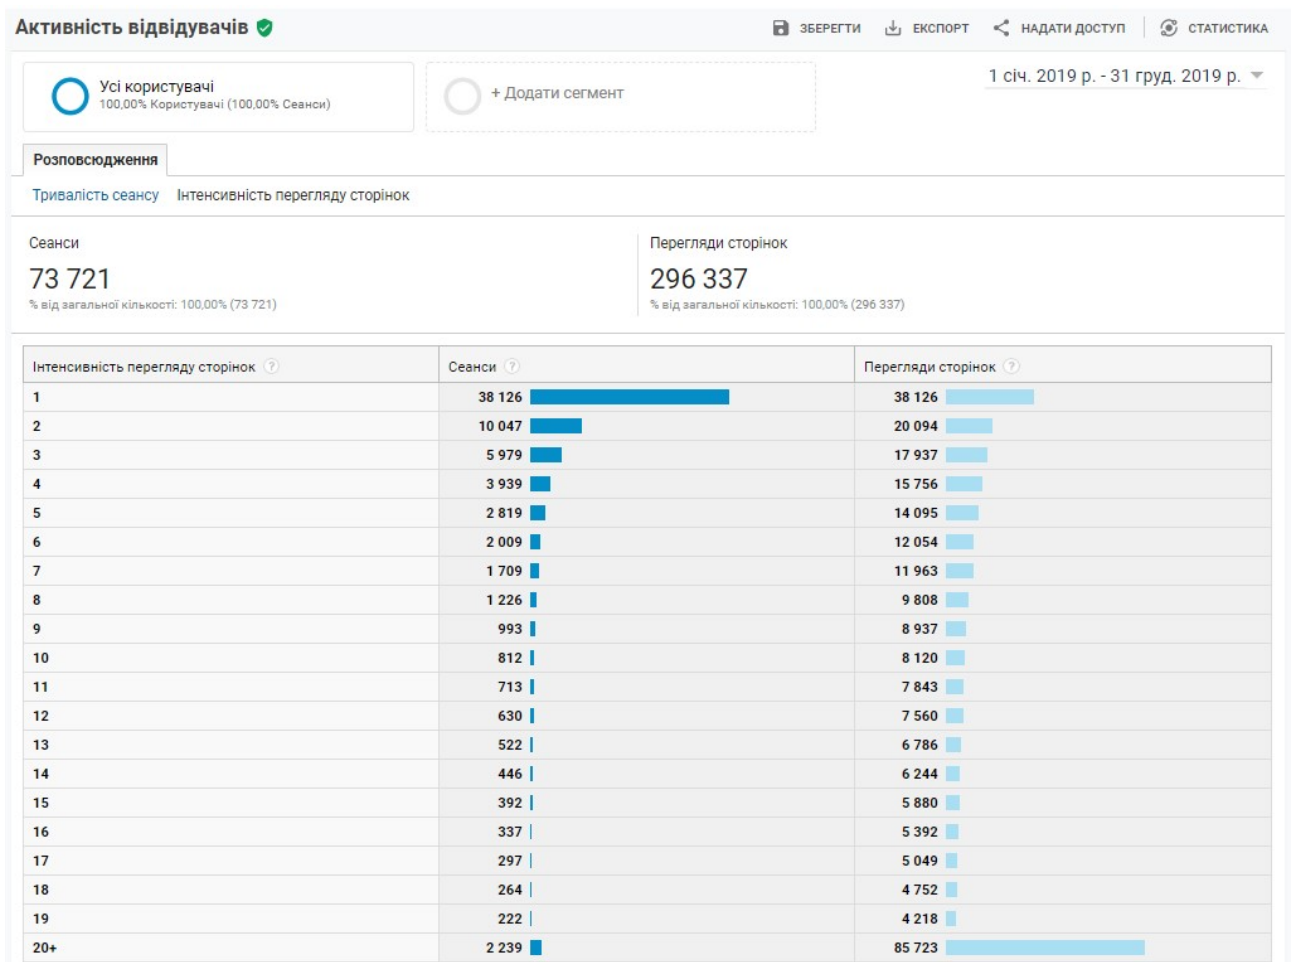 Активність відвідувачів
ЗБЕРЕГТИ ЕКСПОРТ НАДАТИ ДОСТУП СТАТИСТИКА
Усі користувачі
100,00% Користувачі (100,00% Сеанси)
+ Додати сегмент
1 січ. 2019 р. - 31 груд. 2019 р.
Розповсюдження
Тривалість сеансу Інтенсивність перегляду сторінок
Сеанси Перегляди сторінок
73 721 296 337
% від загальної кількості: 100,00% (73 721) % від загальної кількості: 100,00% (296 337)
Інтенсивність перегляду сторінок ? Сеанси ? Перегляди сторінок ?
1 38 126 38 126
2 10 047 20 094
3 5 979 17 937
4 3 939 15 756
5 2 819 14 095
6 2 009 12 054
7 1 709 11 963
8 1 226 9 808
9 993 8 937
10 812 8 120
11 713 7 843
12 630 7 560
13 522 6 786
14 446 6 244
15 392 5 880
16 337 5 392
17 297 5 049
18 264 4 752
19 222 4 218
20+ 2 239 85 723